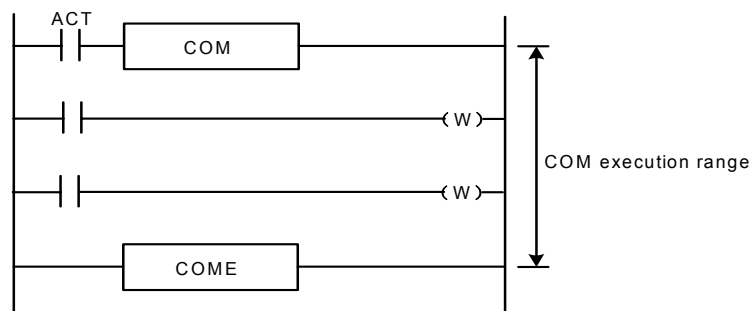 ACT
COM
(W)
COM execution range
(W)
COME